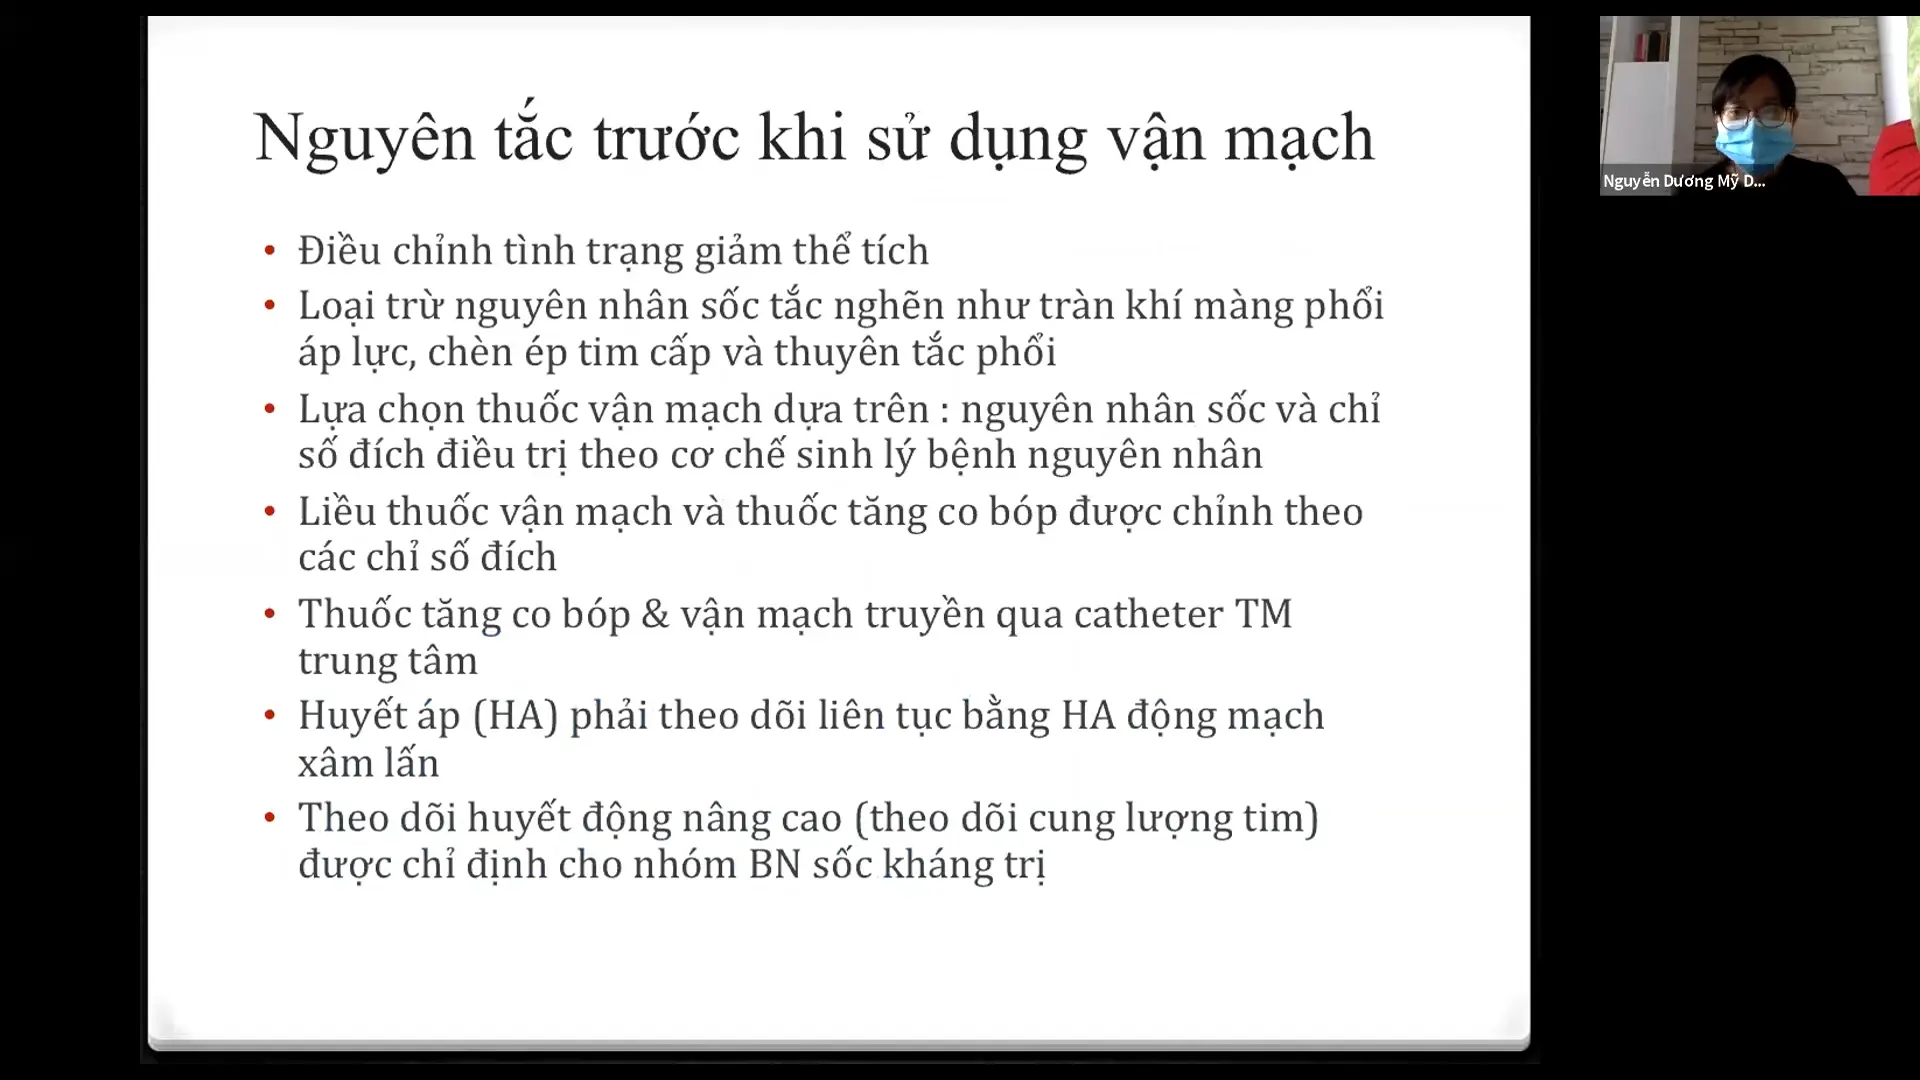 Nguyên tắc trước khi sử dụng vận mạch
• Điều chỉnh tình trạng giảm thể tích
• Loại trừ nguyên nhân sốc tắc nghẽn như tràn khí màng phổi
áp lực, chèn ép tim cấp và thuyên tắc phổi
• Lựa chọn thuốc vận mạch dựa trên : nguyên nhân sốc và chỉ
số đích điều trị theo cơ chế sinh lý bệnh nguyên nhân
• Liều thuốc vận mạch và thuốc tăng co bóp được chỉnh theo
các chỉ số đích
• Thuốc tăng co bóp & vận mạch truyền qua catheter TM
trung tâm
• Huyết áp (HA) phải theo dõi liên tục bằng HA động mạch
xâm lấn
• Theo dõi huyết động nâng cao (theo dõi cung lượng tim)
được chỉ định cho nhóm BN sốc kháng trị
Nguyễn Dương Mỹ D...